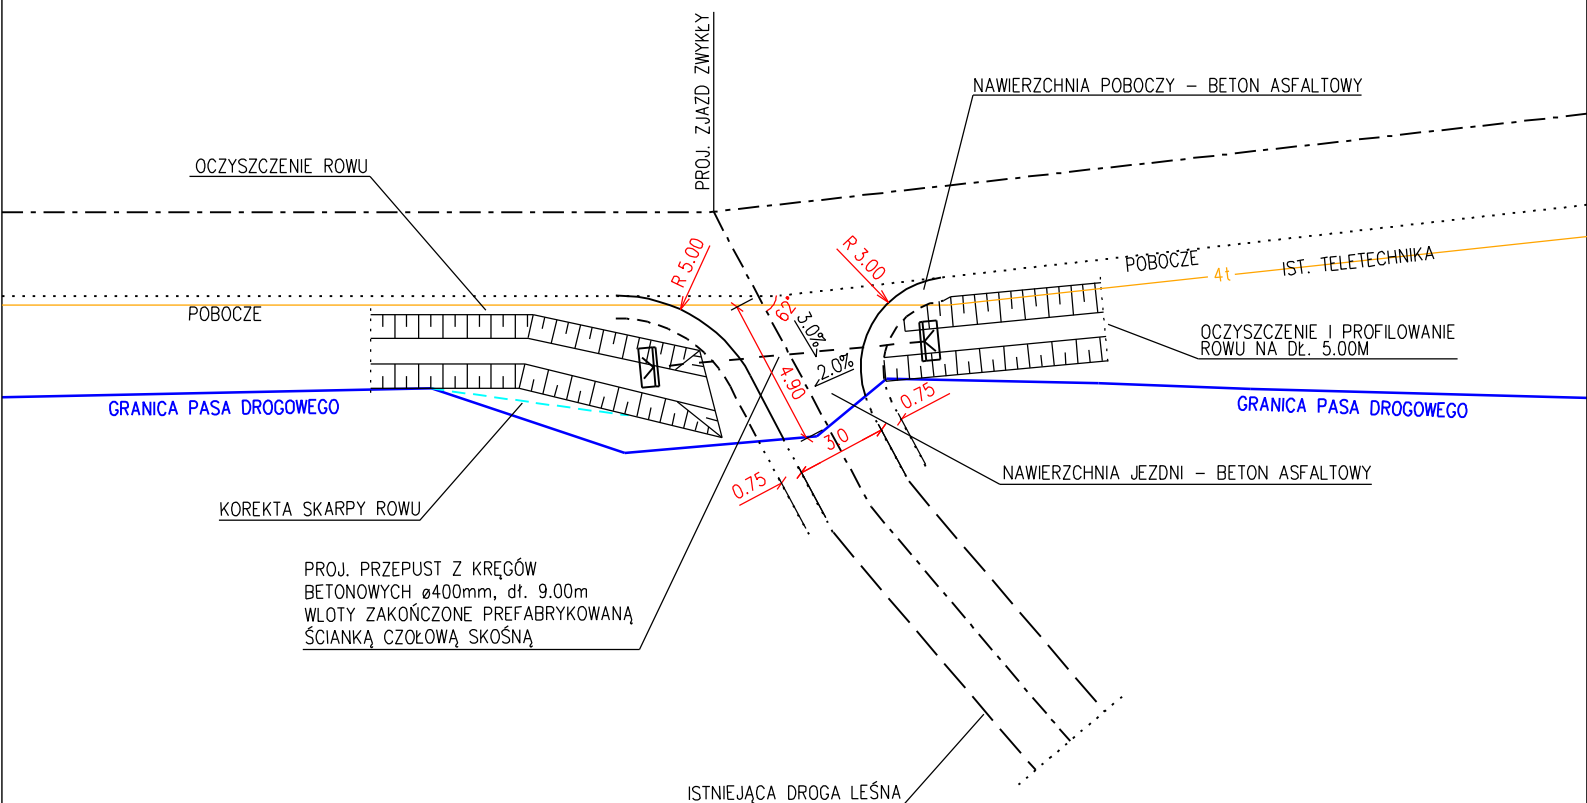 PROJ. ZJAZD ZWYKŁY
NAWIERZCHNIA POBOCZY – BETON ASFALTOWY
OCZYSZCZENIE ROWU
R 5.00
R 3.00
POBOCZE
4t
IST. TELETECHNIKA
POBOCZE
62°
3.0%
2.0%
4.90
OCZYSZCZENIE I PROFILOWANIE
ROWU NA DŁ. 5.00M
GRANICA PASA DROGOWEGO
0.75
GRANICA PASA DROGOWEGO
3.0
0.75
NAWIERZCHNIA JEZDNI – BETON ASFALTOWY
KOREKTA SKARPY ROWU
PROJ. PRZEPUST Z KRĘGÓW
BETONOWYCH ø400mm, dł. 9.00m
WLOTY ZAKOŃCZONE PREFABRYKOWANĄ
ŚCIANKĄ CZOŁOWĄ SKOŚNĄ
ISTNIEJĄCA DROGA LEŚNA